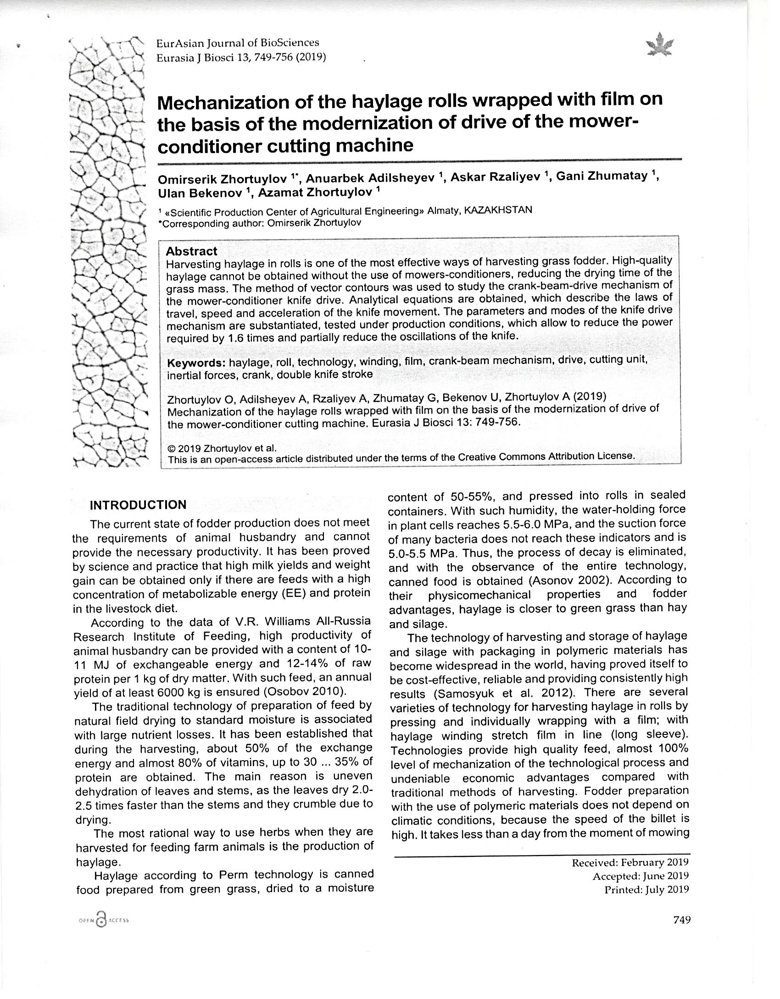 EurAsian Journal of BioSciences
Eurasia J Biosci 13, 749-756 (2019)
Mechanization of the haylage rolls wrapped with film on
the basis of the modernization of drive of the mower-
conditioner cutting machine
Omirserik Zhortuylov 1*, Anuarbek Adilsheyev 1, Askar Rzaliyev 1, Gani Zhumatay 1,
Ulan Bekenov 1, Azamat Zhortuylov 1
1 «Scientific Production Center of Agricultural Engineering» Almaty, KAZAKHSTAN
*Corresponding author: Omirserik Zhortuylov
Abstract
Harvesting haylage in rolls is one of the most effective ways of harvesting grass fodder. High-quality
haylage cannot be obtained without the use of mowers-conditioners, reducing the drying time of the
grass mass. The method of vector contours was used to study the crank-beam-drive mechanism of
the mower-conditioner knife drive. Analytical equations are obtained, which describe the laws of
travel, speed and acceleration of the knife movement. The parameters and modes of the knife drive
mechanism are substantiated, tested under production conditions, which allow to reduce the power
required by 1.6 times and partially reduce the oscillations of the knife.
Keywords: haylage, roll, technology, winding, film, crank-beam mechanism, drive, cutting unit,
inertial forces, crank, double knife stroke
Zhortuylov O, Adilsheyev A, Rzaliyev A, Zhumatay G, Bekenov U, Zhortuylov A (2019)
Mechanization of the haylage rolls wrapped with film on the basis of the modernization of drive of
the mower-conditioner cutting machine. Eurasia J Biosci 13: 749-756.
© 2019 Zhortuylov et al.
This is an open-access article distributed under the terms of the Creative Commons Attribution License.
INTRODUCTION
The current state of fodder production does not meet
the requirements of animal husbandry and cannot
provide the necessary productivity. It has been proved
by science and practice that high milk yields and weight
gain can be obtained only if there are feeds with a high
concentration of metabolizable energy (EE) and protein
in the livestock diet.
According to the data of V.R. Williams All-Russia
Research Institute of Feeding, high productivity of
animal husbandry can be provided with a content of 10-
11 MJ of exchangeable energy and 12-14% of raw
protein per 1 kg of dry matter. With such feed, an annual
yield of at least 6000 kg is ensured (Osobov 2010).
The traditional technology of preparation of feed by
natural field drying to standard moisture is associated
with large nutrient losses. It has been established that
during the harvesting, about 50% of the exchange
energy and almost 80% of vitamins, up to 30 ... 35% of
protein are obtained. The main reason is uneven
dehydration of leaves and stems, as the leaves dry 2.0-
2.5 times faster than the stems and they crumble due to
drying.
The most rational way to use herbs when they are
harvested for feeding farm animals is the production of
haylage.
Haylage according to Perm technology is canned
food prepared from green grass, dried to a moisture
content of 50-55%, and pressed into rolls in sealed
containers. With such humidity, the water-holding force
in plant cells reaches 5.5-6.0 MPa, and the suction force
of many bacteria does not reach these indicators and is
5.0-5.5 MPa. Thus, the process of decay is eliminated,
and with the observance of the entire technology,
canned food is obtained (Asonov 2002). According to
their physicomechanical properties and fodder
advantages, haylage is closer to green grass than hay
and silage.
The technology of harvesting and storage of haylage
and silage with packaging in polymeric materials has
become widespread in the world, having proved itself to
be cost-effective, reliable and providing consistently high
results (Samosyuk et al. 2012). There are several
varieties of technology for harvesting haylage in rolls by
pressing and individually wrapping with a film; with
haylage winding stretch film in line (long sleeve).
Technologies provide high quality feed, almost 100%
level of mechanization of the technological process and
undeniable economic advantages compared with
traditional methods of harvesting. Fodder preparation
with the use of polymeric materials does not depend on
climatic conditions, because the speed of the billet is
high. It takes less than a day from the moment of mowing
Received: February 2019
Accepted: June 2019
Printed: July 2019
OPEN ACCESS
749